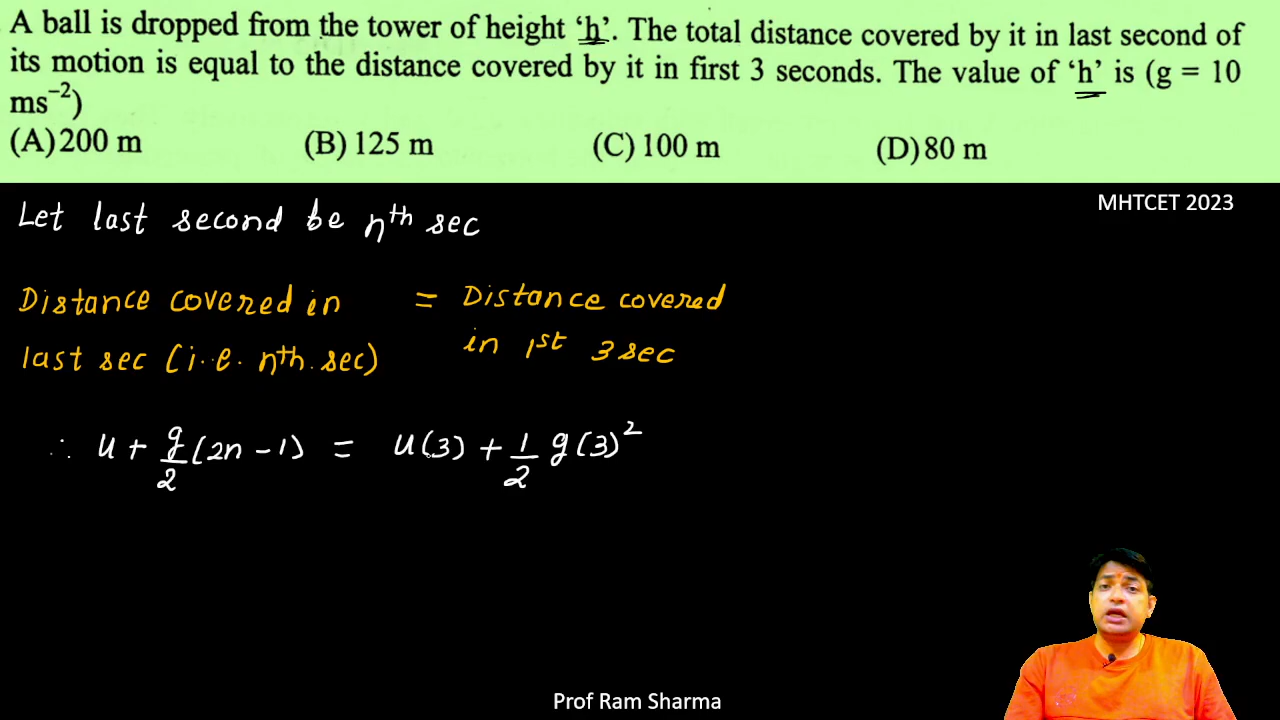 A ball is dropped from the tower of height ‘h’. The total distance covered by it in last second of
its motion is equal to the distance covered by it in first 3 seconds. The value of ‘h’ is (g = 10
ms⁻²)
(A) 200 m (B) 125 m (C) 100 m (D) 80 m
MHTCET 2023
Let last second be nᵗʰ sec
Distance covered in = Distance covered
last sec (i.e. nth. sec) in 1st 3 sec
∴ u + g/2 (2n - 1) = u(3) + 1/2 g(3)²
Prof Ram Sharma